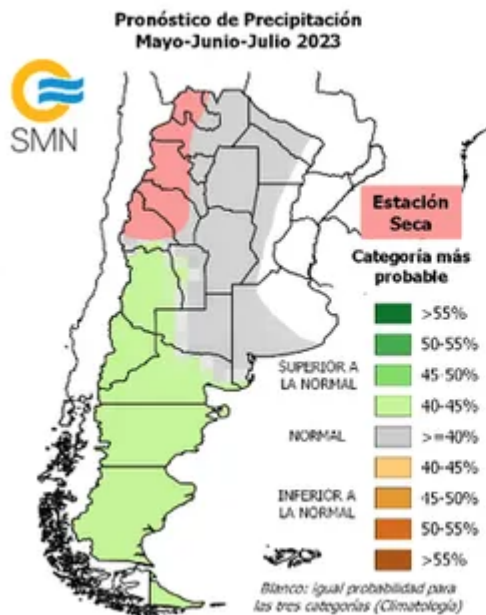 Pronóstico de Precipitación
Mayo-Junio-Julio 2023
SMN
Estación
Seca
Categoría más
probable
>55%
50-55%
45-50%
SUPERIOR A
LA NORMAL
40-45%
NORMAL
>=40%
40-45%
INFERIOR A
LA NORMAL
45-50%
50-55%
>55%
Blanco: igual probabilidad para
las tres categorías (Climatología)